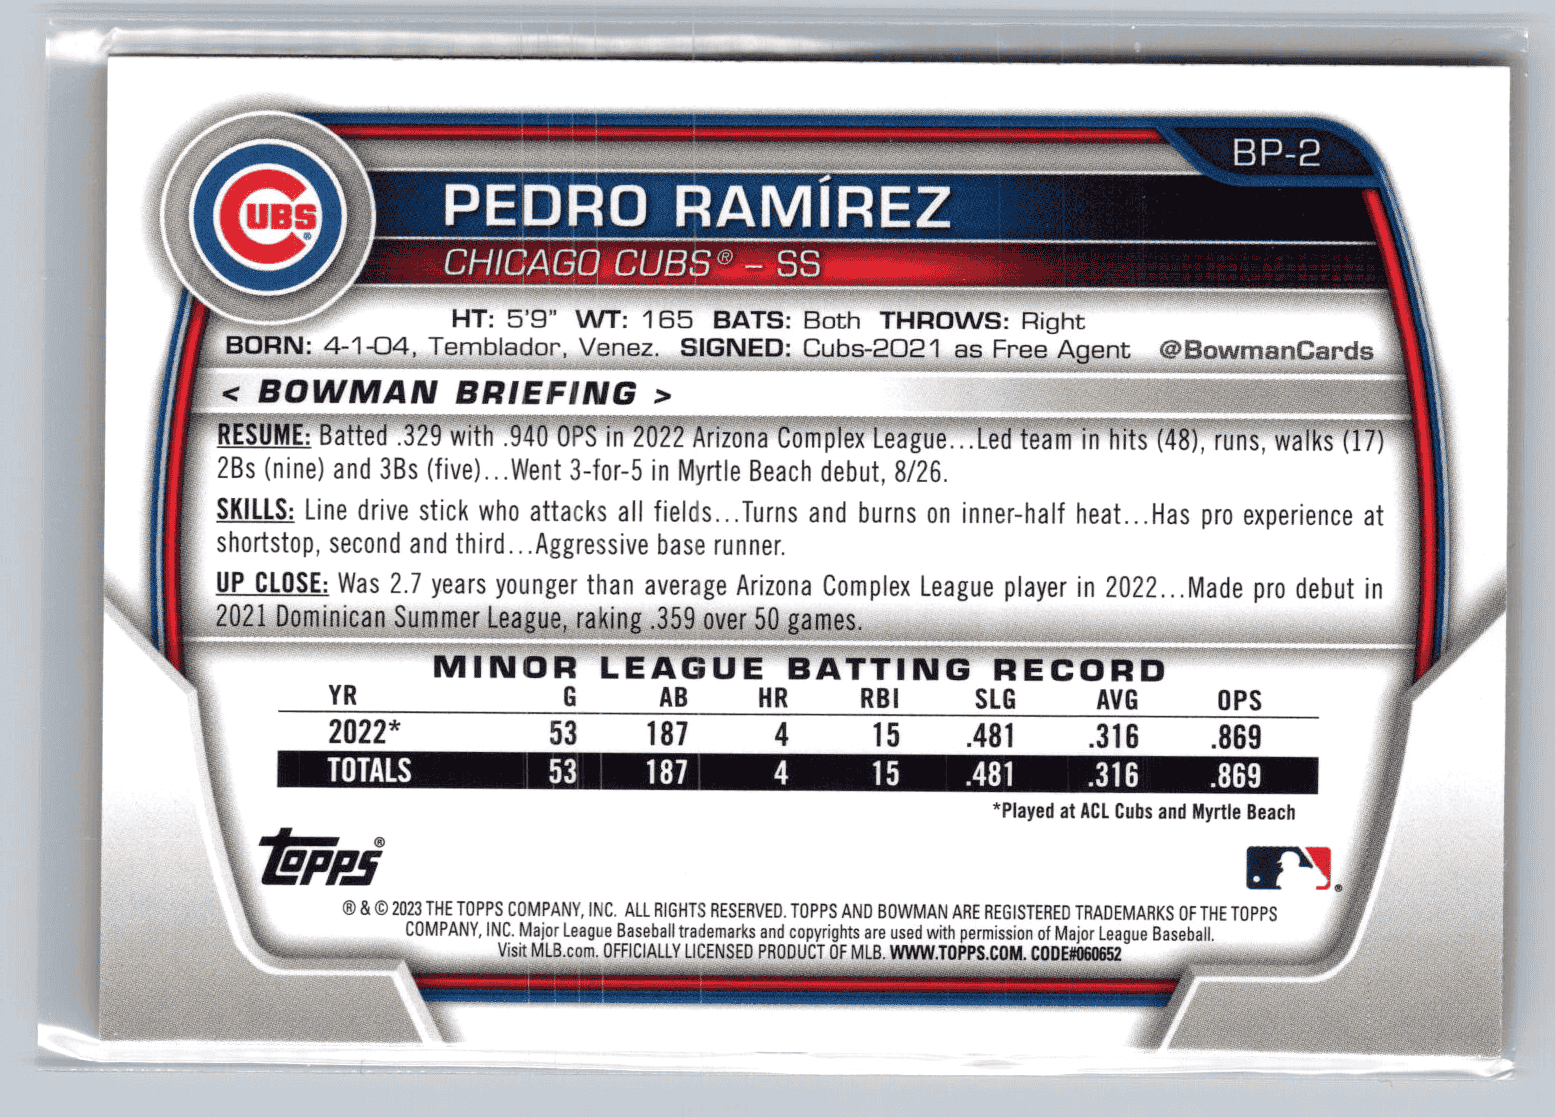 BP-2
CUBS®
PEDRO RAMÍREZ
CHICAGO CUBS® – SS
HT: 5'9" WT: 165 BATS: Both THROWS: Right
BORN: 4-1-04, Temblador, Venez. SIGNED: Cubs-2021 as Free Agent @BowmanCards
< BOWMAN BRIEFING >
RESUME: Batted .329 with .940 OPS in 2022 Arizona Complex League...Led team in hits (48), runs, walks (17)
2Bs (nine) and 3Bs (five)...Went 3-for-5 in Myrtle Beach debut, 8/26.
SKILLS: Line drive stick who attacks all fields...Turns and burns on inner-half heat...Has pro experience at
shortstop, second and third...Aggressive base runner.
UP CLOSE: Was 2.7 years younger than average Arizona Complex League player in 2022...Made pro debut in
2021 Dominican Summer League, raking .359 over 50 games.
MINOR LEAGUE BATTING RECORD
YR G AB HR RBI SLG AVG OPS
2022* 53 187 4 15 .481 .316 .869
TOTALS 53 187 4 15 .481 .316 .869
*Played at ACL Cubs and Myrtle Beach
Topps®
®
® & © 2023 THE TOPPS COMPANY, INC. ALL RIGHTS RESERVED. TOPPS AND BOWMAN ARE REGISTERED TRADEMARKS OF THE TOPPS
COMPANY, INC. Major League Baseball trademarks and copyrights are used with permission of Major League Baseball.
Visit MLB.com. OFFICIALLY LICENSED PRODUCT OF MLB. WWW.TOPPS.COM. CODE#060652